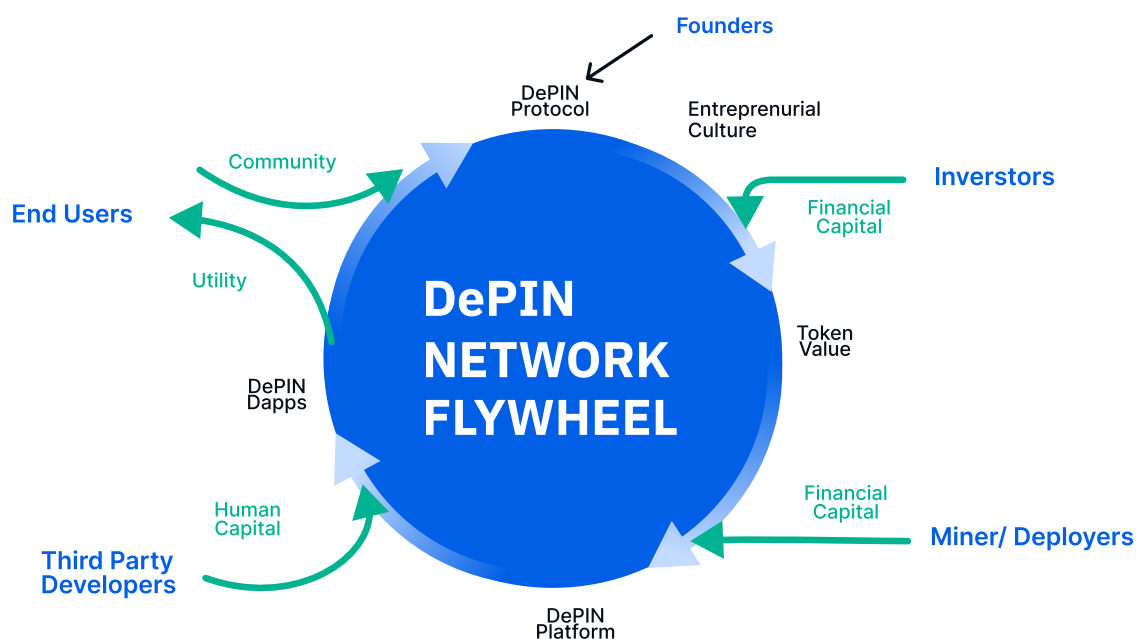 Founders
DePIN
Protocol
Entreprenurial
Culture
Community
Inverstors
End Users
Financial
Capital
Utility
DePIN
NETWORK
FLYWHEEL
Token
Value
DePIN
Dapps
Financial
Capital
Human
Capital
Miner/ Deployers
Third Party
Developers
DePIN
Platform